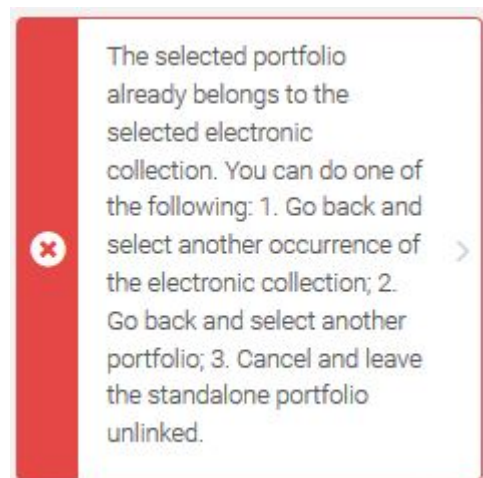 The selected portfolio
already belongs to the
selected electronic
collection. You can do one of
the following: 1. Go back and
select another occurrence of
the electronic collection; 2.
Go back and select another
portfolio; 3. Cancel and leave
the standalone portfolio
unlinked.